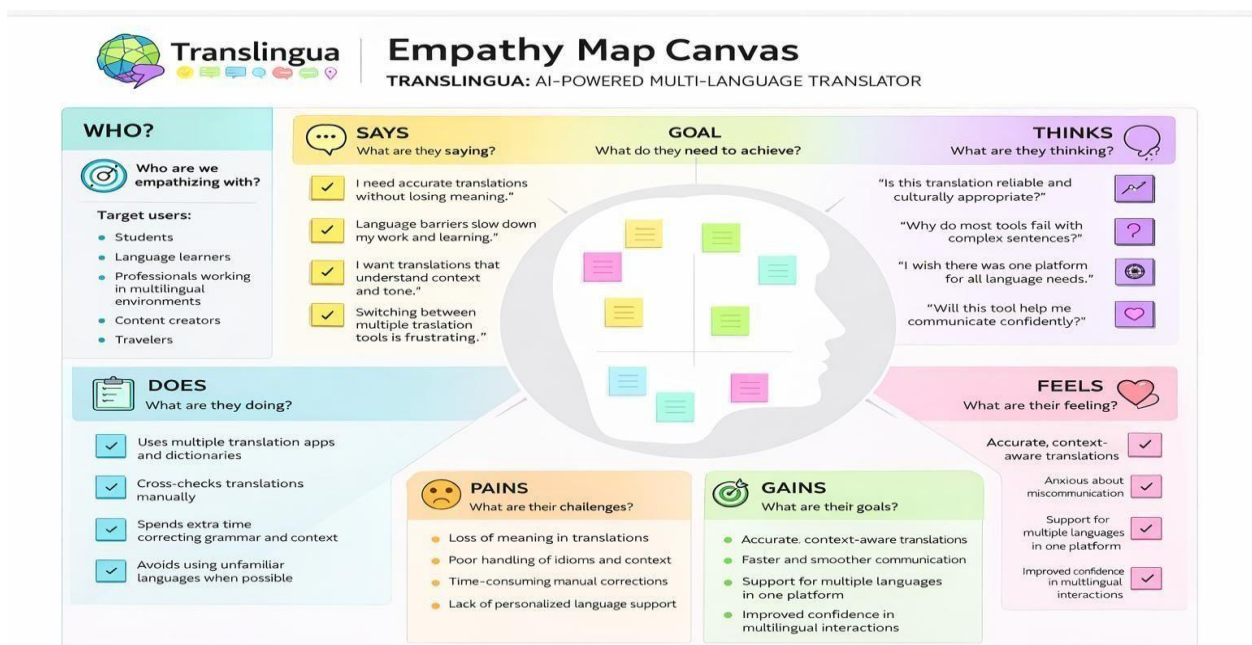 Translingua
Empathy Map Canvas
TRANSLINGUA: AI-POWERED MULTI-LANGUAGE TRANSLATOR
WHO?
Who are we
empathizing with?
Target users:
Students
Language learners
Professionals working
in multilingual
environments
Content creators
Travelers
SAYS
What are they saying?
I need accurate translations
without losing meaning."
Language barriers slow down
my work and learning."
I want translations that
understand context
and tone."
Switching between
multiple traslation
tools is frustrating."
GOAL
What do they need to achieve?
THINKS
What are they thinking?
"Is this translation reliable and
culturally appropriate?"
"Why do most tools fail with
complex sentences?"
"I wish there was one platform
for all language needs."
"Will this tool help me
communicate confidently?"
DOES
What are they doing?
Uses multiple translation apps
and dictionaries
Cross-checks translations
manually
Spends extra time
correcting grammar and context
Avoids using unfamiliar
languages when possible
PAINS
What are their challenges?
Loss of meaning in translations
Poor handling of idioms and context
Time-consuming manual corrections
Lack of personalized language support
GAINS
What are their goals?
Accurate. context-aware translations
Faster and smoother communication
Support for multiple languages
in one platform
Improved confidence in
multilingual interactions
FEELS
What are their feeling?
Accurate, context-
aware translations
Anxious about
miscommunication
Support for
multiple languages
in one platform
Improved confidence
in multlingual
interactions